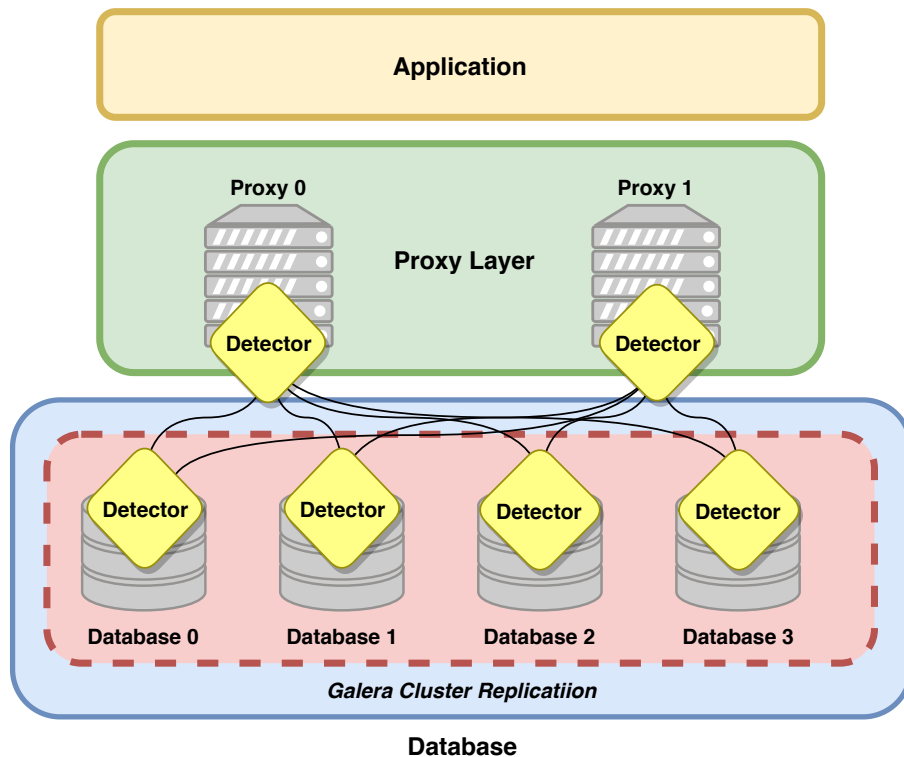 Application
Proxy 0
Proxy 1
Proxy Layer
Detector
Detector
Detector
Detector
Detector
Detector
Database 0
Database 1
Database 2
Database 3
Galera Cluster Replicatiion
Database